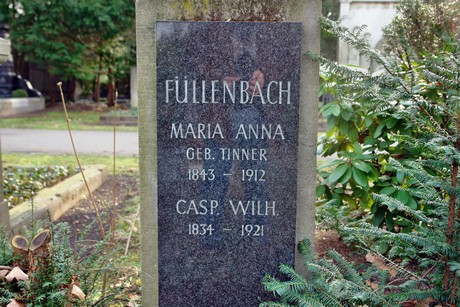 FÜLLENBACH
MARIA ANNA
GEB. TINNER
1843 – 1912
CASP. WILH.
1834 – 1921